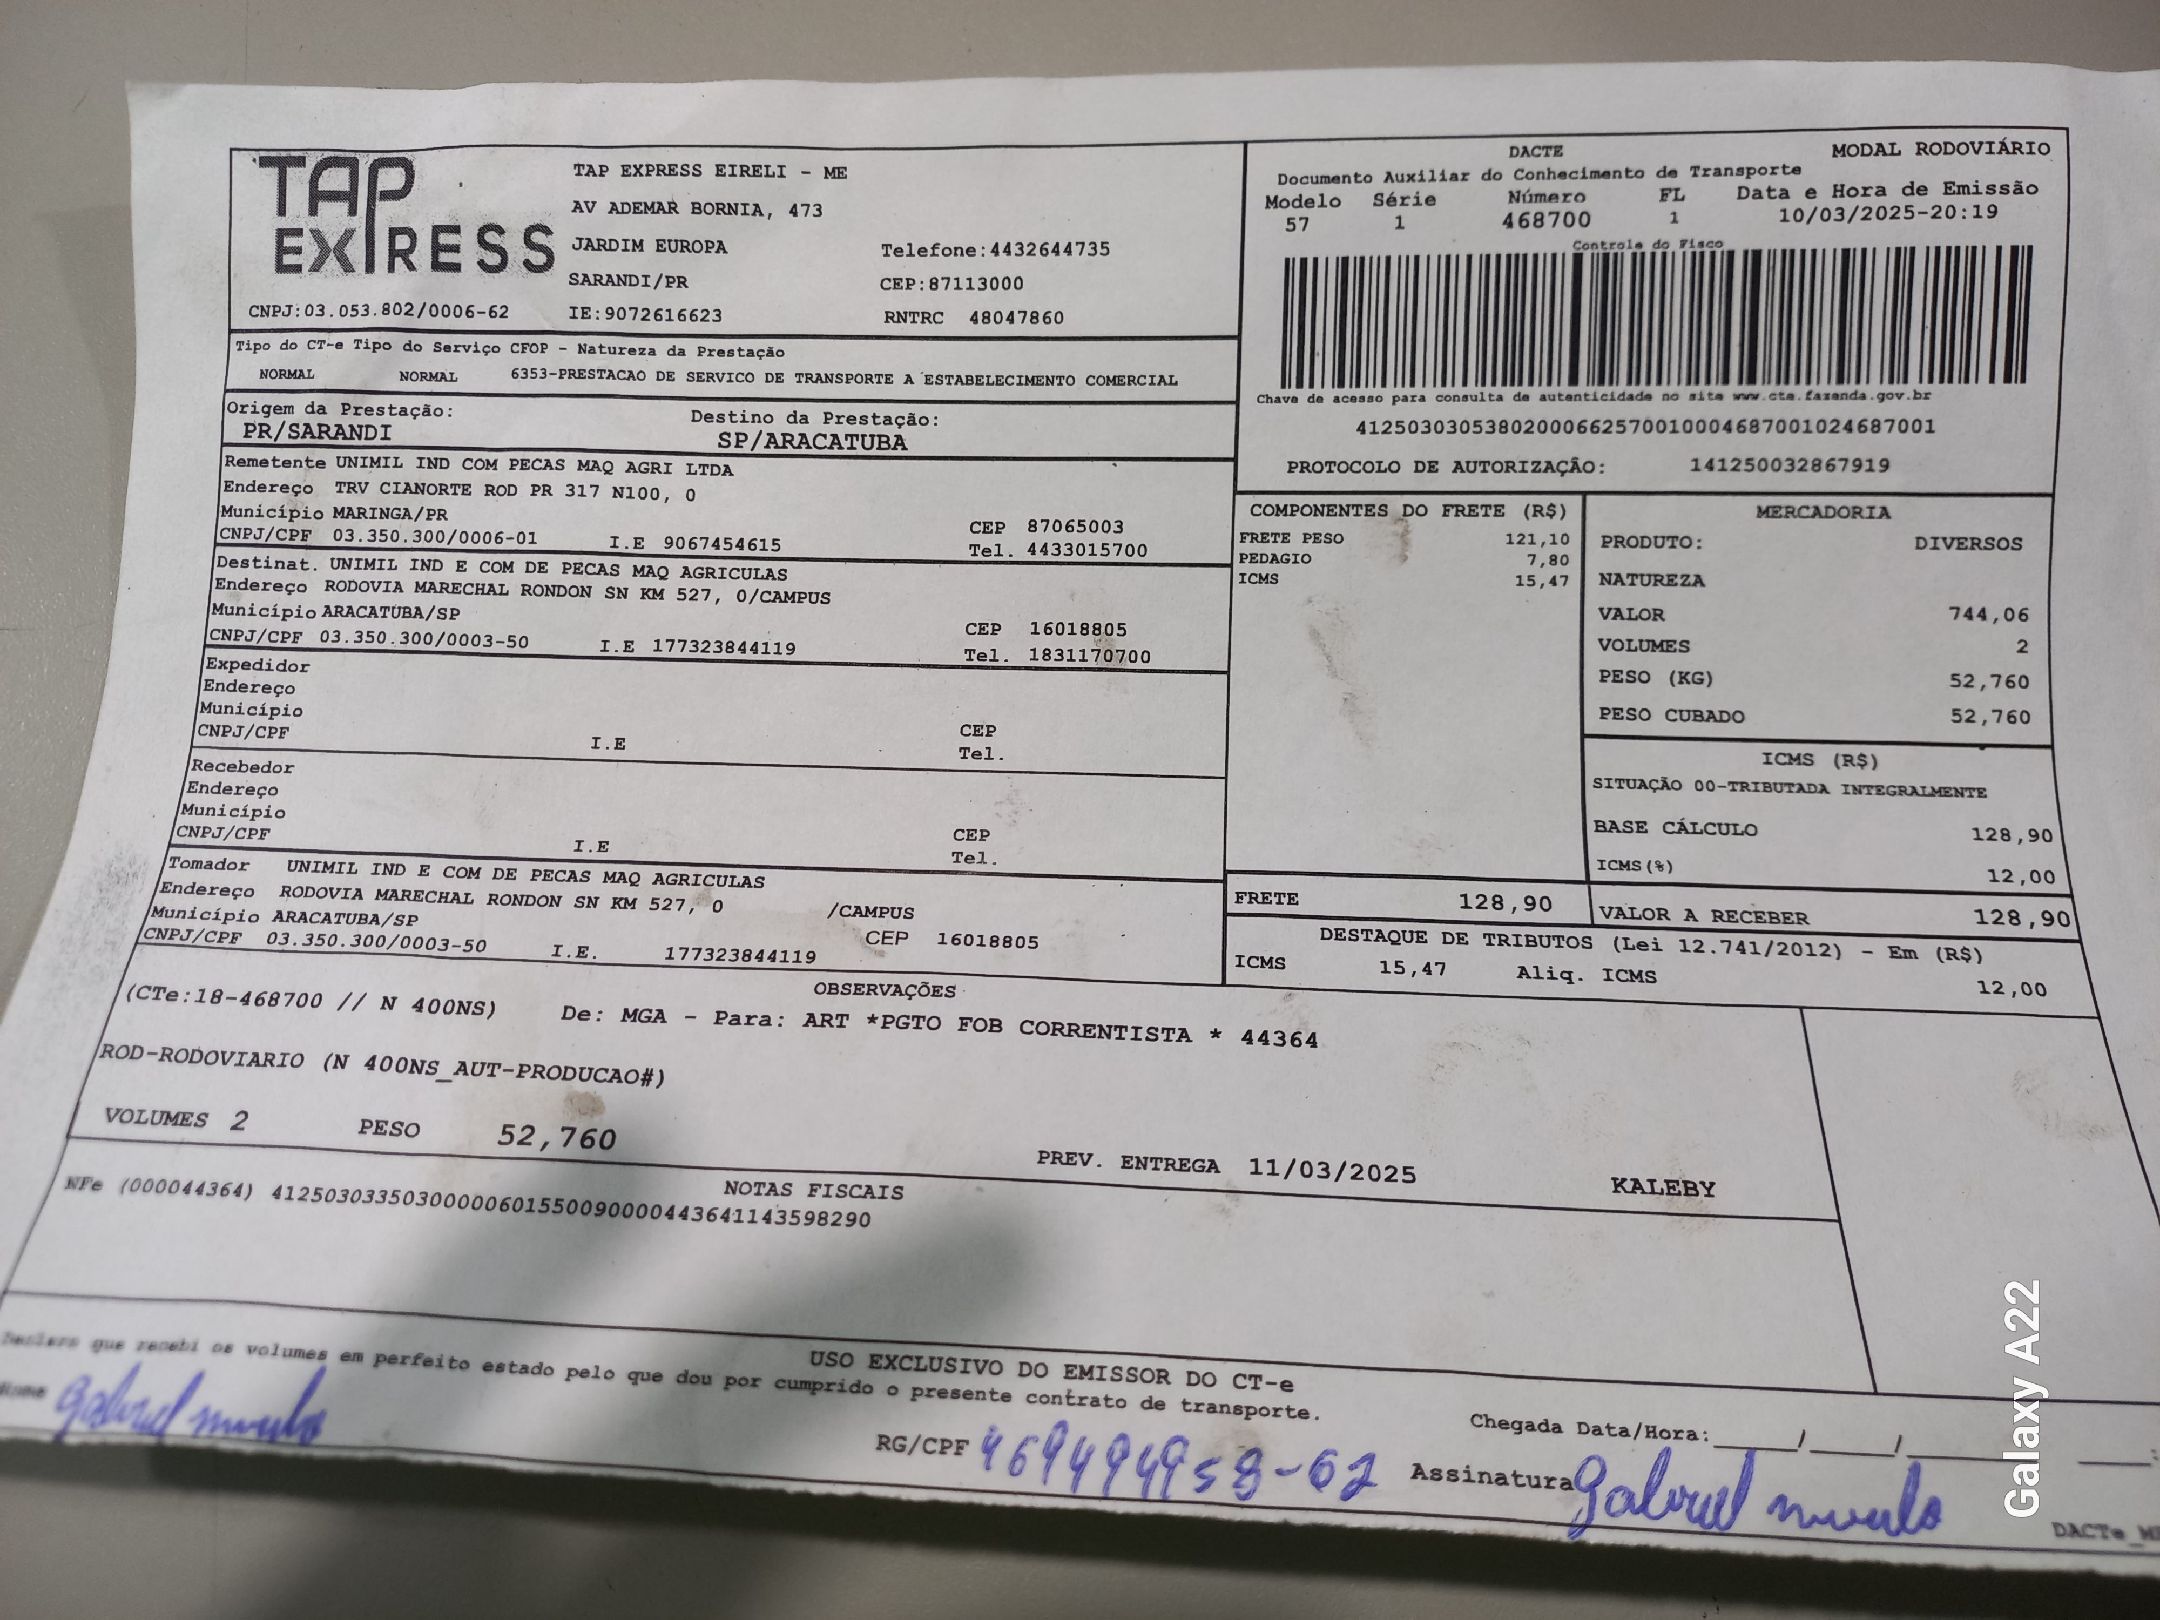 TAP EXPRESS
TAP EXPRESS EIRELI - ME
AV ADEMAR BORNIA, 473
JARDIM EUROPA Telefone:4432644735
SARANDI/PR CEP:87113000
CNPJ:03.053.802/0006-62 IE:9072616623 RNTRC 48047860
DACTE MODAL RODOVIÁRIO
Documento Auxiliar do Conhecimento de Transporte
Modelo Série Número FL Data e Hora de Emissão
57 1 468700 1 10/03/2025-20:19
Controle do Fisco
Chave de acesso para consulta de autenticidade no site www.cte.fazenda.gov.br
41250303053802000662570010004687001024687001
PROTOCOLO DE AUTORIZAÇÃO: 141250032867919
Tipo do CT-e Tipo do Serviço CFOP - Natureza da Prestação
NORMAL NORMAL 6353-PRESTACAO DE SERVICO DE TRANSPORTE A ESTABELECIMENTO COMERCIAL
Origem da Prestação: Destino da Prestação:
PR/SARANDI SP/ARACATUBA
Remetente UNIMIL IND COM PECAS MAQ AGRI LTDA
Endereço TRV CIANORTE ROD PR 317 N100, 0
Município MARINGA/PR CEP 87065003
CNPJ/CPF 03.350.300/0006-01 I.E 9067454615 Tel. 4433015700
Destinat. UNIMIL IND E COM DE PECAS MAQ AGRICULAS
Endereço RODOVIA MARECHAL RONDON SN KM 527, 0/CAMPUS
Município ARACATUBA/SP CEP 16018805
CNPJ/CPF 03.350.300/0003-50 I.E 177323844119 Tel. 1831170700
Expedidor
Endereço
Município CEP
CNPJ/CPF I.E Tel.
Recebedor
Endereço
Município CEP
CNPJ/CPF I.E Tel.
Tomador UNIMIL IND E COM DE PECAS MAQ AGRICULAS
Endereço RODOVIA MARECHAL RONDON SN KM 527, 0 /CAMPUS
Município ARACATUBA/SP CEP 16018805
CNPJ/CPF 03.350.300/0003-50 I.E. 177323844119
COMPONENTES DO FRETE (R$)
FRETE PESO 121,10
PEDAGIO 7,80
ICMS 15,47
MERCADORIA
PRODUTO: DIVERSOS
NATUREZA
VALOR 744,06
VOLUMES 2
PESO (KG) 52,760
PESO CUBADO 52,760
ICMS (R$)
SITUAÇÃO 00-TRIBUTADA INTEGRALMENTE
BASE CÁLCULO 128,90
ICMS(%) 12,00
FRETE 128,90 VALOR A RECEBER 128,90
DESTAQUE DE TRIBUTOS (Lei 12.741/2012) - Em (R$)
ICMS 15,47 Aliq. ICMS 12,00
OBSERVAÇÕES
(CTe:18-468700 // N 400NS) De: MGA - Para: ART *PGTO FOB CORRENTISTA * 44364
ROD-RODOVIARIO (N 400NS_AUT-PRODUCAO#)
VOLUMES 2 PESO 52,760 PREV. ENTREGA 11/03/2025 KALEBY
NOTAS FISCAIS
NFe (000044364) 41250303350300000601550090000443641143598290
USO EXCLUSIVO DO EMISSOR DO CT-e
Declaro que recebi os volumes em perfeito estado pelo que dou por cumprido o presente contrato de transporte.
Chegada Data/Hora:_____/_____/_____ _____:
Nome Gabriel murilo RG/CPF 469494958-62 Assinatura Gabriel murilo
Galaxy A22